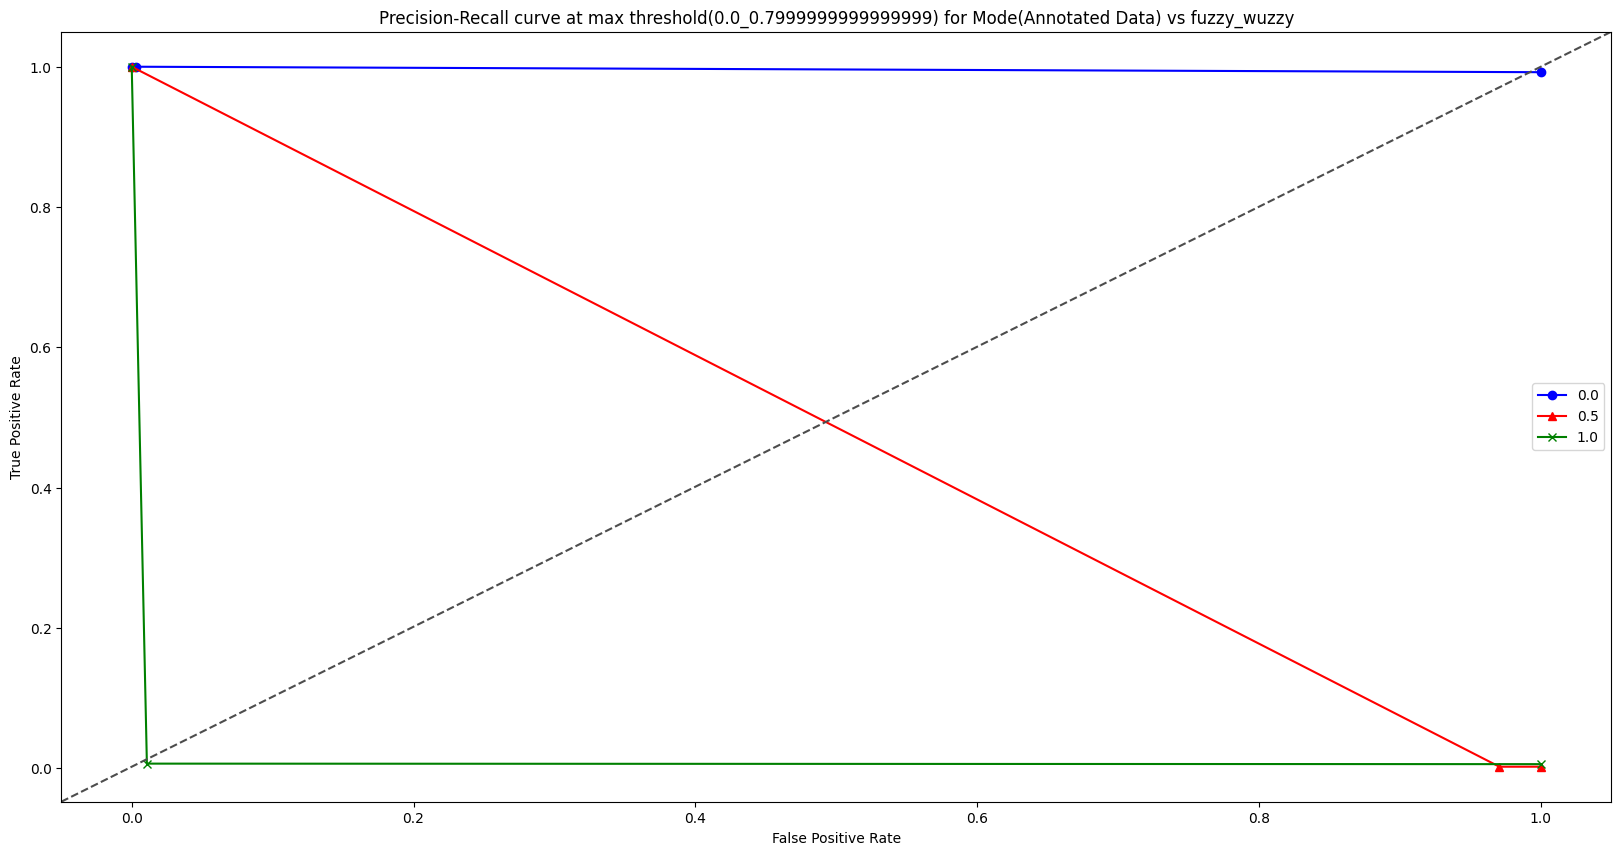 Precision-Recall curve at max threshold(0.0_0.7999999999999999) for Mode(Annotated Data) vs fuzzy_wuzzy
1.0
0.8
0.6
0.4
0.2
0.0
True Positive Rate
0.0
0.5
1.0
0.0 0.2 0.4 0.6 0.8 1.0
False Positive Rate